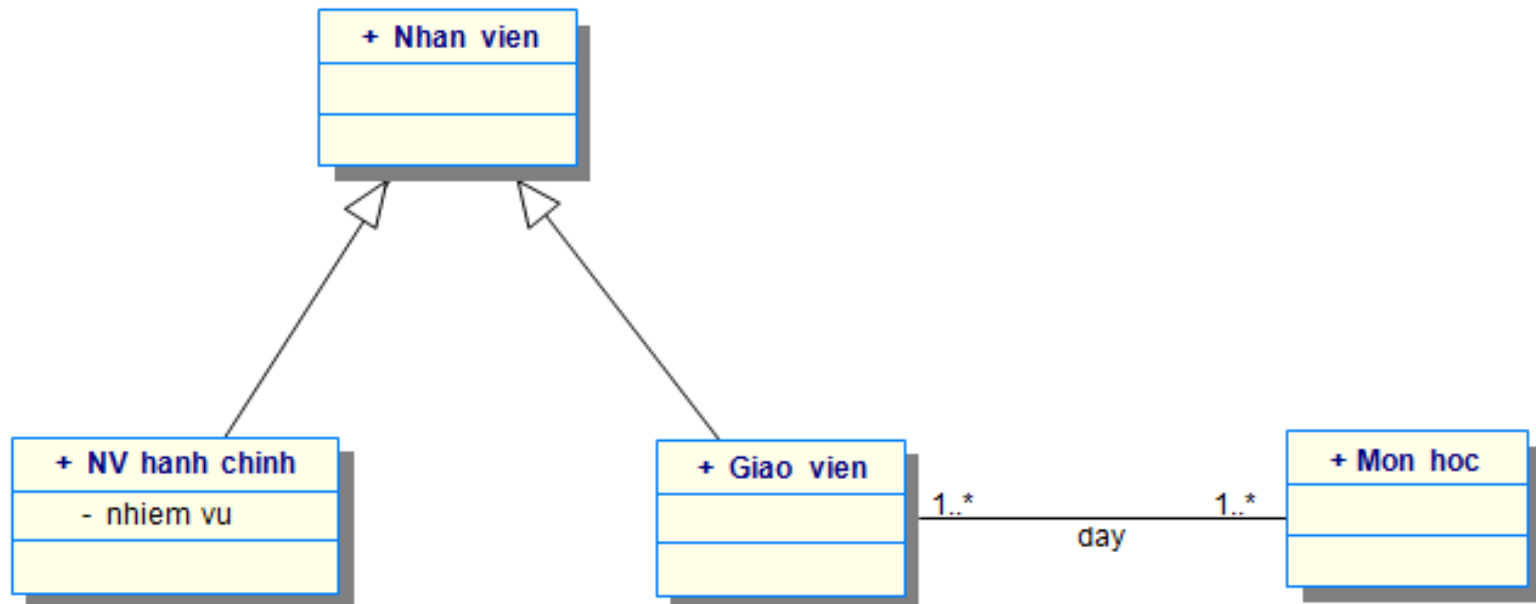 + Nhan vien
+ NV hanh chinh
- nhiem vu
+ Giao vien
1..*
day
1..*
+ Mon hoc